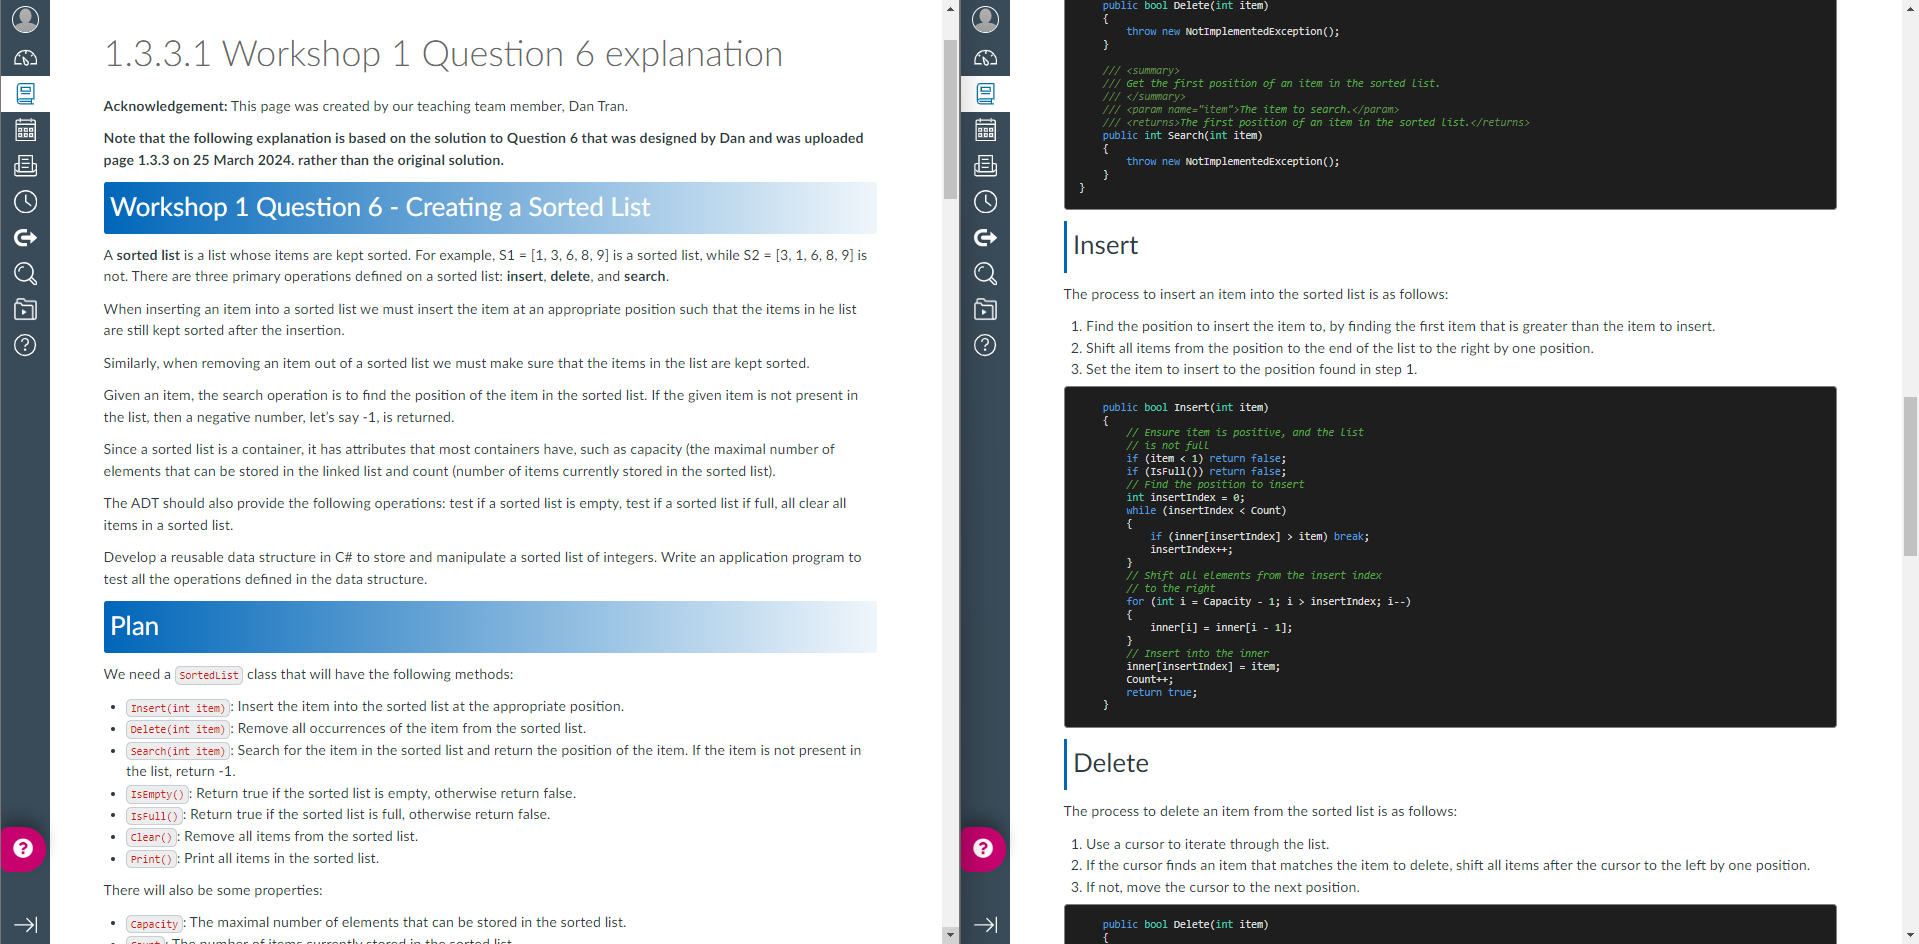 1.3.3.1 Workshop 1 Question 6 explanation
Acknowledgement: This page was created by our teaching team member, Dan Tran.
Note that the following explanation is based on the solution to Question 6 that was designed by Dan and was uploaded
page 1.3.3 on 25 March 2024. rather than the original solution.
Workshop 1 Question 6 - Creating a Sorted List
A sorted list is a list whose items are kept sorted. For example, S1 = [1, 3, 6, 8, 9] is a sorted list, while S2 = [3, 1, 6, 8, 9] is
not. There are three primary operations defined on a sorted list: insert, delete, and search.
When inserting an item into a sorted list we must insert the item at an appropriate position such that the items in he list
are still kept sorted after the insertion.
Similarly, when removing an item out of a sorted list we must make sure that the items in the list are kept sorted.
Given an item, the search operation is to find the position of the item in the sorted list. If the given item is not present in
the list, then a negative number, let's say -1, is returned.
Since a sorted list is a container, it has attributes that most containers have, such as capacity (the maximal number of
elements that can be stored in the linked list and count (number of items currently stored in the sorted list).
The ADT should also provide the following operations: test if a sorted list is empty, test if a sorted list if full, all clear all
items in a sorted list.
Develop a reusable data structure in C# to store and manipulate a sorted list of integers. Write an application program to
test all the operations defined in the data structure.
Plan
We need a SortedList class that will have the following methods:
• Insert(int item): Insert the item into the sorted list at the appropriate position.
• Delete(int item): Remove all occurrences of the item from the sorted list.
• Search(int item): Search for the item in the sorted list and return the position of the item. If the item is not present in
the list, return -1.
• IsEmpty(): Return true if the sorted list is empty, otherwise return false.
• IsFull(): Return true if the sorted list is full, otherwise return false.
• Clear(): Remove all items from the sorted list.
• Print(): Print all items in the sorted list.
There will also be some properties:
• Capacity: The maximal number of elements that can be stored in the sorted list.
• Count: The number of items currently stored in the sorted list.
public bool Delete(int item)
{
throw new NotImplementedException();
}
/// <summary>
/// Get the first position of an item in the sorted list.
/// </summary>
/// <param name="item">The item to search.</param>
/// <returns>The first position of an item in the sorted list.</returns>
public int Search(int item)
{
throw new NotImplementedException();
}
}
Insert
The process to insert an item into the sorted list is as follows:
1. Find the position to insert the item to, by finding the first item that is greater than the item to insert.
2. Shift all items from the position to the end of the list to the right by one position.
3. Set the item to insert to the position found in step 1.
public bool Insert(int item)
{
// Ensure item is positive, and the list
// is not full
if (item < 1) return false;
if (IsFull()) return false;
// Find the position to insert
int insertIndex = 0;
while (insertIndex < Count)
{
if (inner[insertIndex] > item) break;
insertIndex++;
}
// Shift all elements from the insert index
// to the right
for (int i = Capacity - 1; i > insertIndex; i--)
{
inner[i] = inner[i - 1];
}
// Insert into the inner
inner[insertIndex] = item;
Count++;
return true;
}
Delete
The process to delete an item from the sorted list is as follows:
1. Use a cursor to iterate through the list.
2. If the cursor finds an item that matches the item to delete, shift all items after the cursor to the left by one position.
3. If not, move the cursor to the next position.
public bool Delete(int item)
{